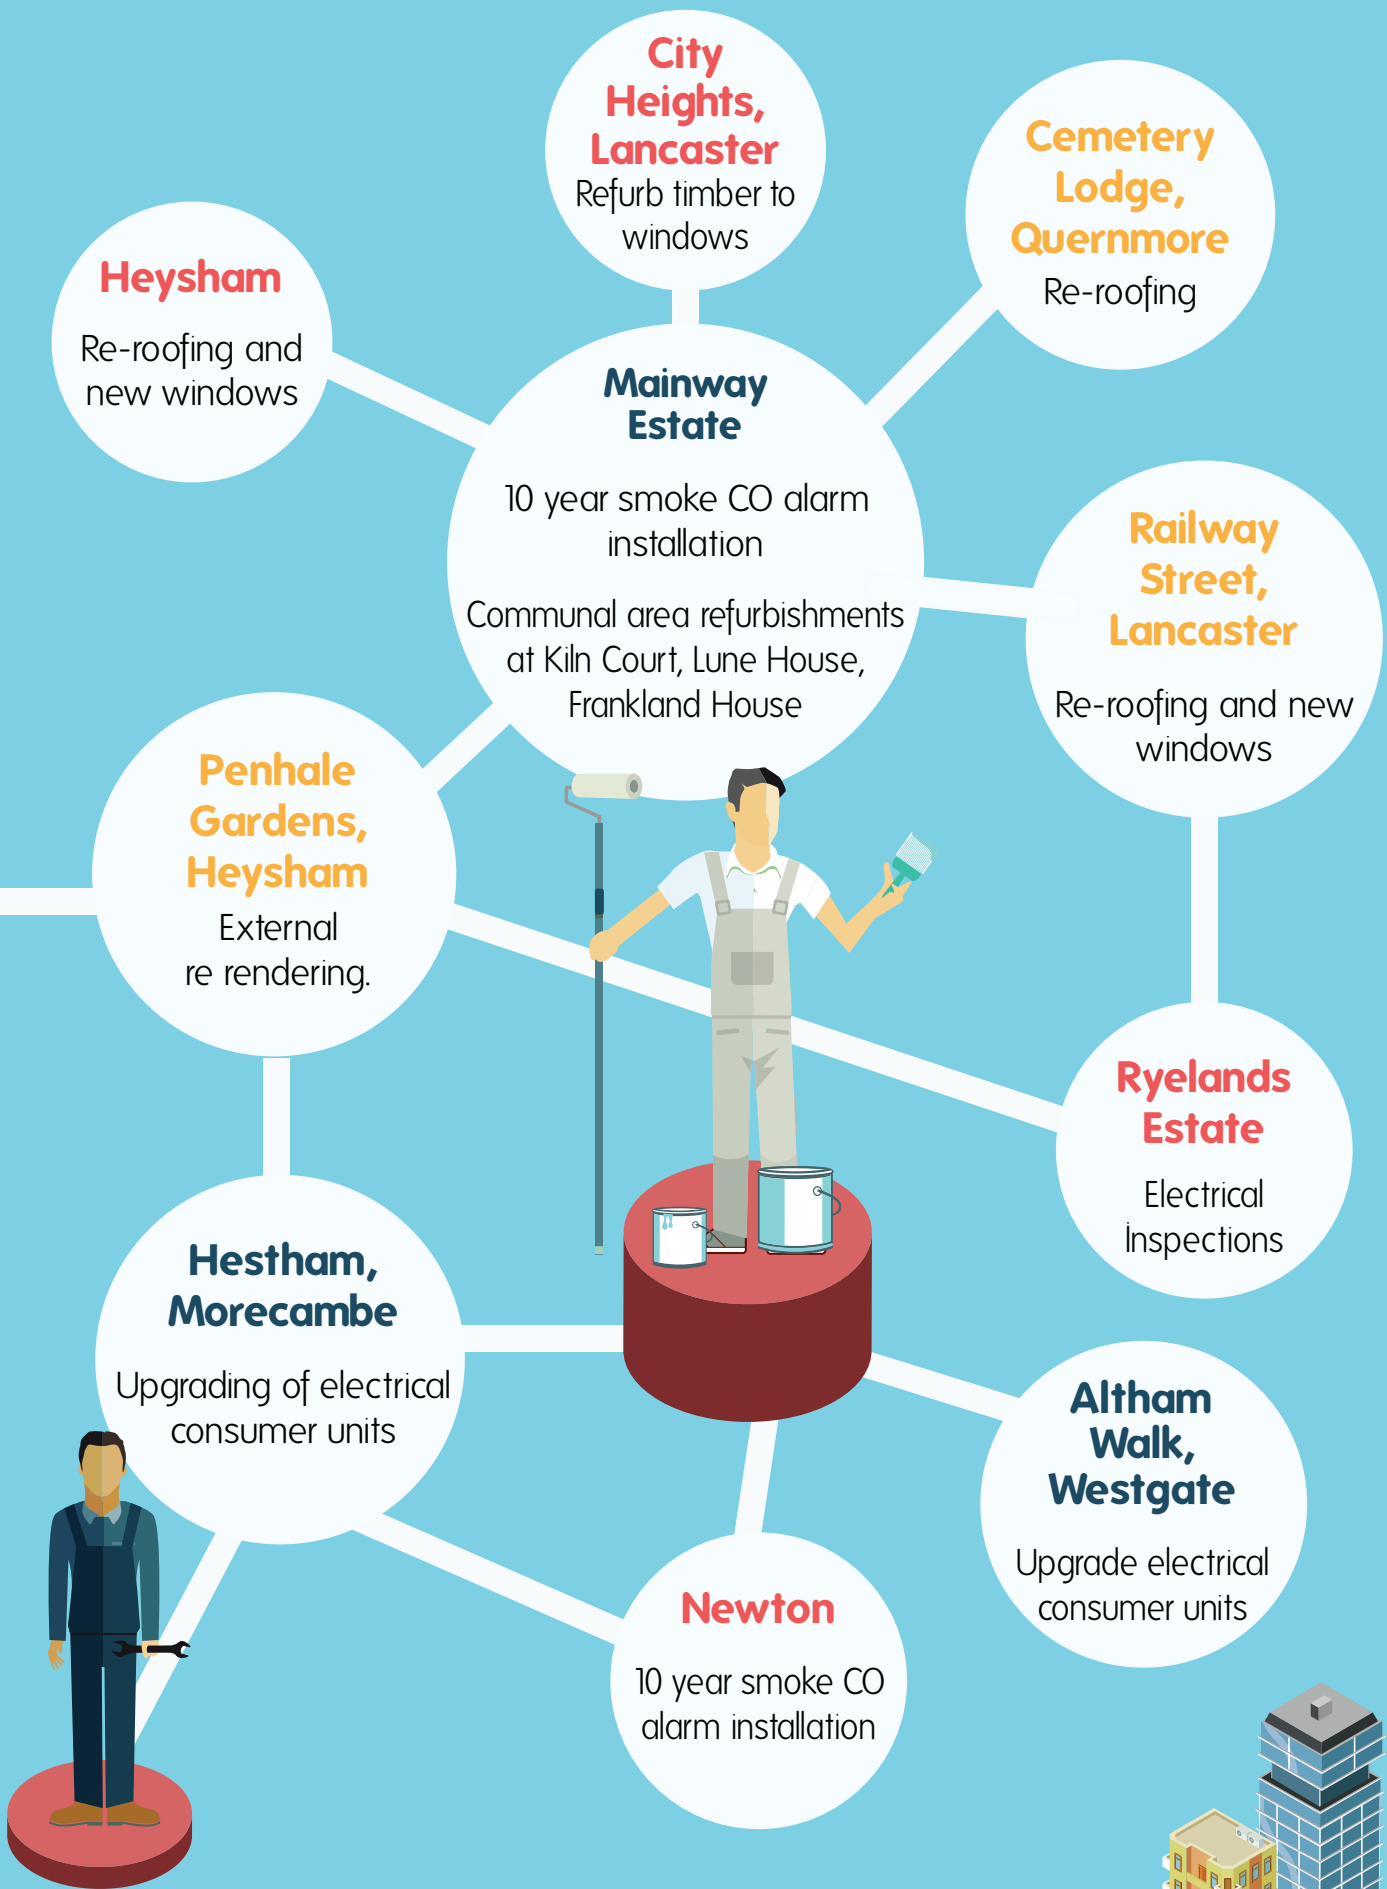 City
Heights,
Lancaster
Refurb timber to
windows
Cemetery
Lodge,
Quernmore
Re-roofing
Heysham
Re-roofing and
new windows
Mainway
Estate
10 year smoke CO alarm
installation
Communal area refurbishments
at Kiln Court, Lune House,
Frankland House
Railway
Street,
Lancaster
Re-roofing and new
windows
Penhale
Gardens,
Heysham
External
re rendering.
Ryelands
Estate
Electrical
Inspections
Hestham,
Morecambe
Upgrading of electrical
consumer units
Altham
Walk,
Westgate
Upgrade electrical
consumer units
Newton
10 year smoke CO
alarm installation